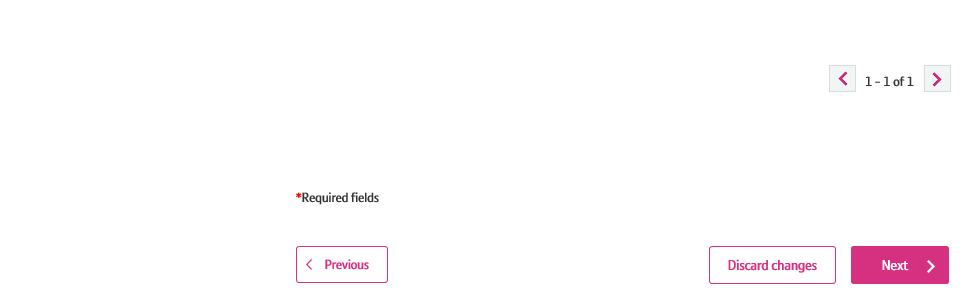 1 - 1 of 1
*Required fields
Previous
Discard changes
Next